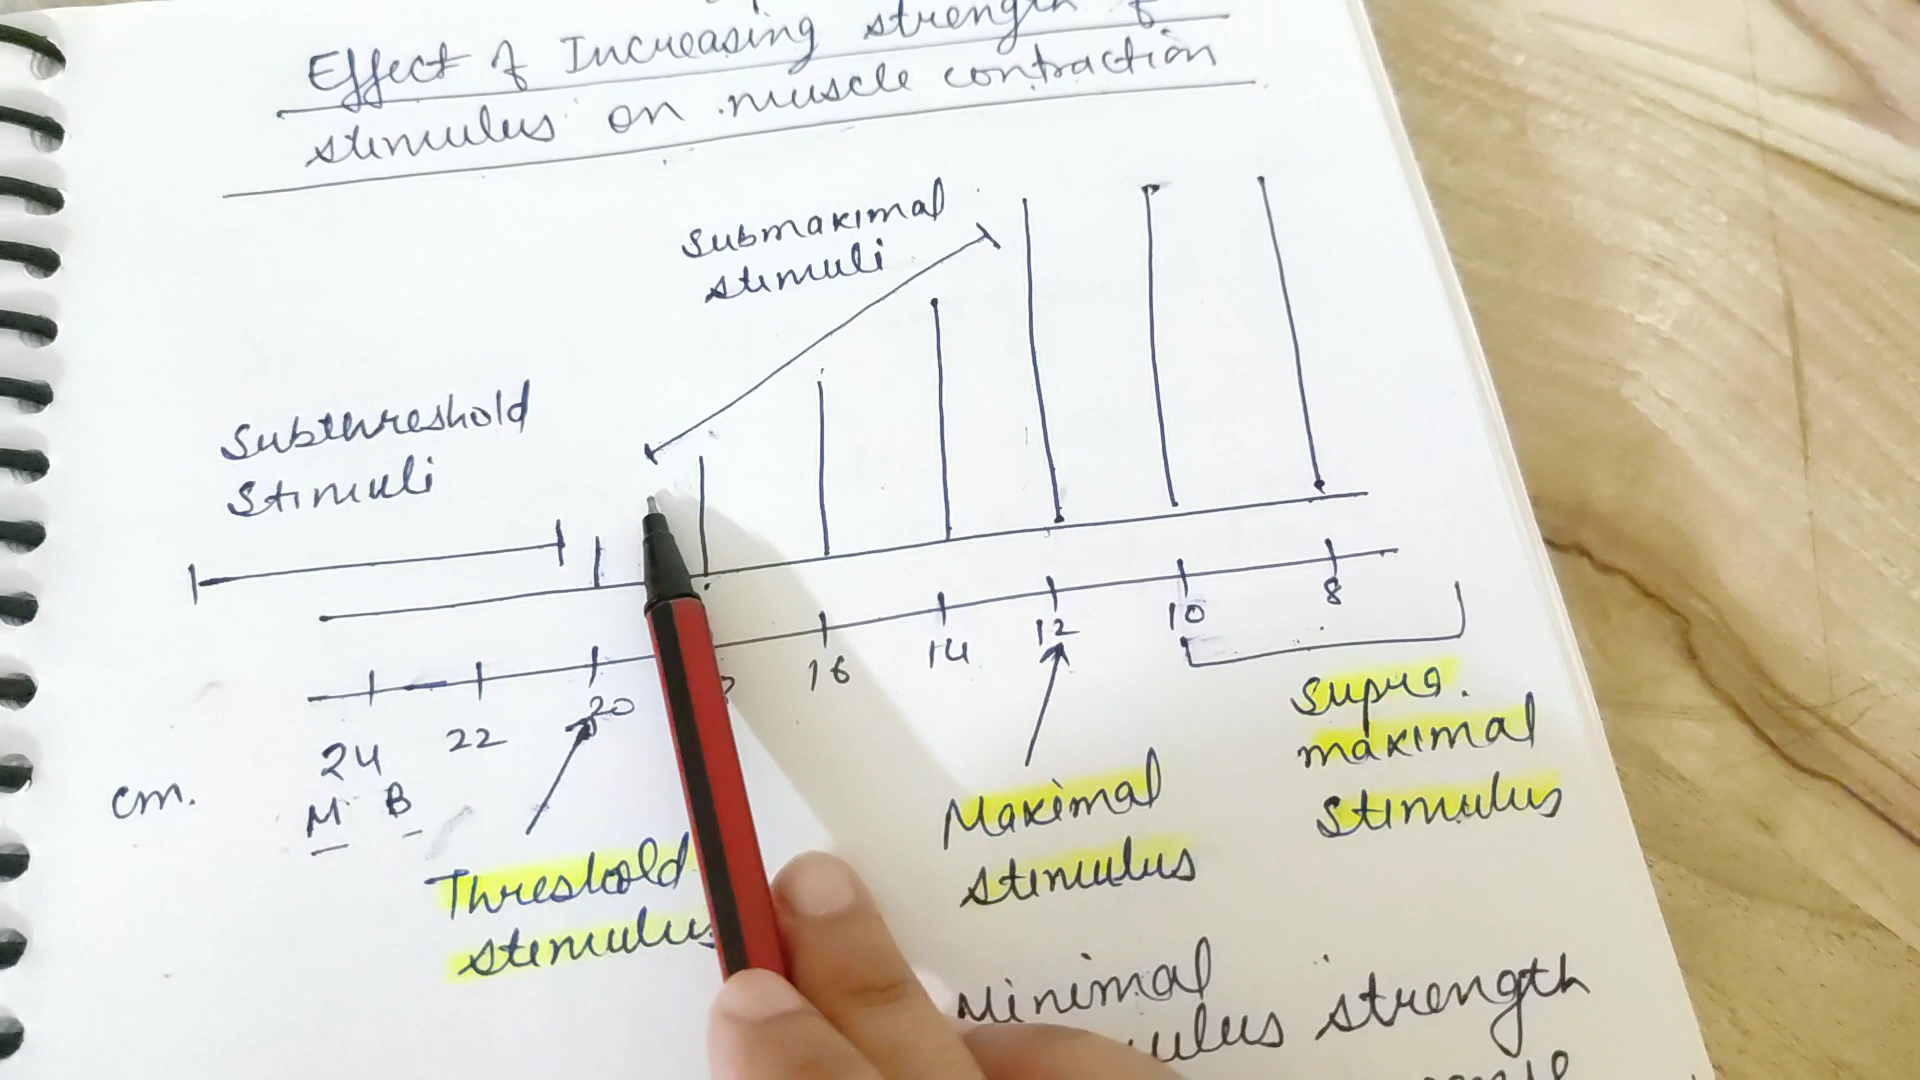 Effect of Increasing strength of
stimulus on muscle contraction
Submaximal
stimuli
Subthreshold
Stimuli
24 22 20 16 14 12 10 8
cm.
M B
Threshold
stimulus
Maximal
stimulus
Supra.
maximal
stimulus
Minimal
strength